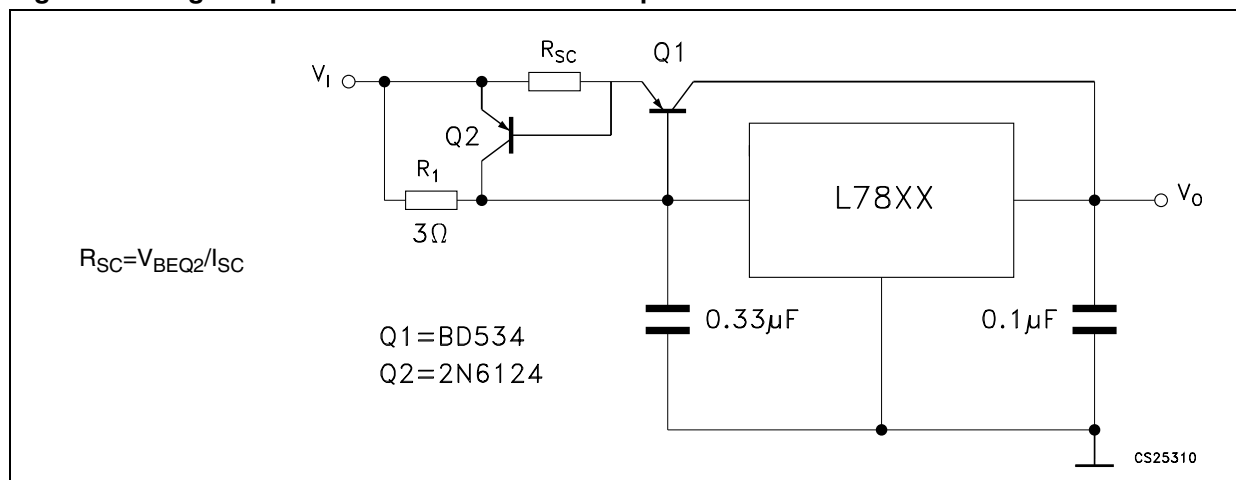 R_SC
Q1
V_I
Q2
R_1
3Ω
L78XX
V_O
R_SC=V_BEQ2/I_SC
0.33µF
0.1µF
Q1=BD534
Q2=2N6124
CS25310